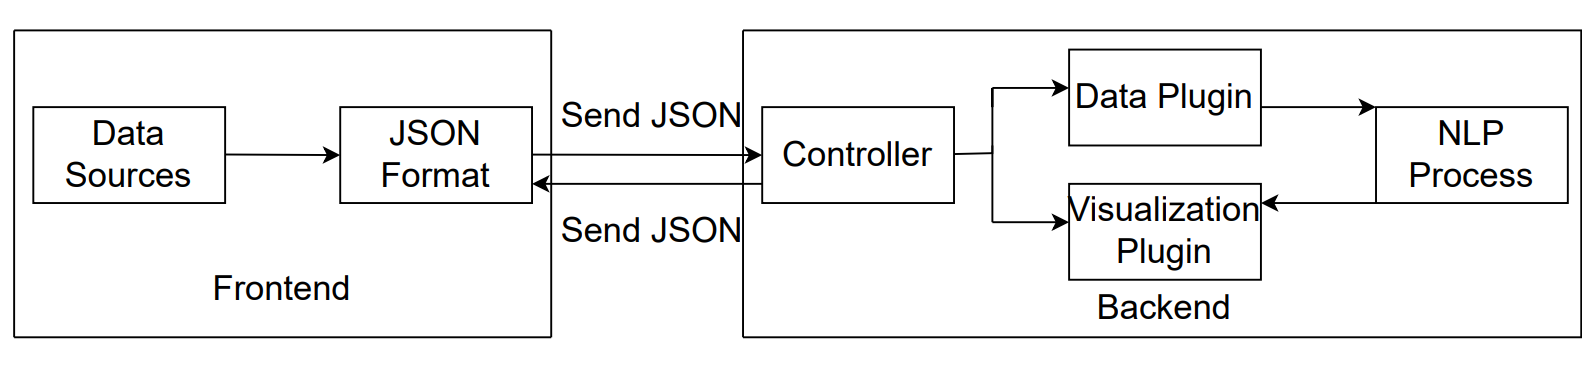 Data
Sources
JSON
Format
Frontend
Send JSON
Send JSON
Controller
Data Plugin
Visualization
Plugin
NLP
Process
Backend